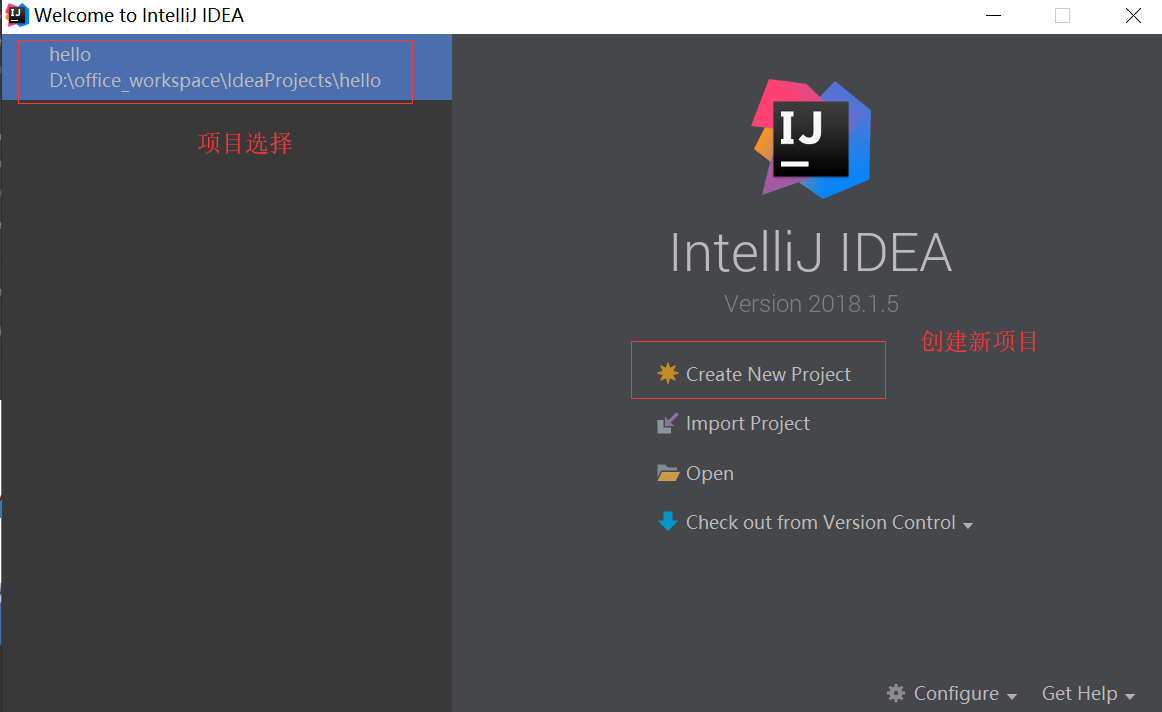 Welcome to IntelliJ IDEA
hello
D:\office_workspace\IdeaProjects\hello
项目选择
IJ
IntelliJ IDEA
Version 2018.1.5
创建新项目
Create New Project
Import Project
Open
Check out from Version Control
Configure
Get Help